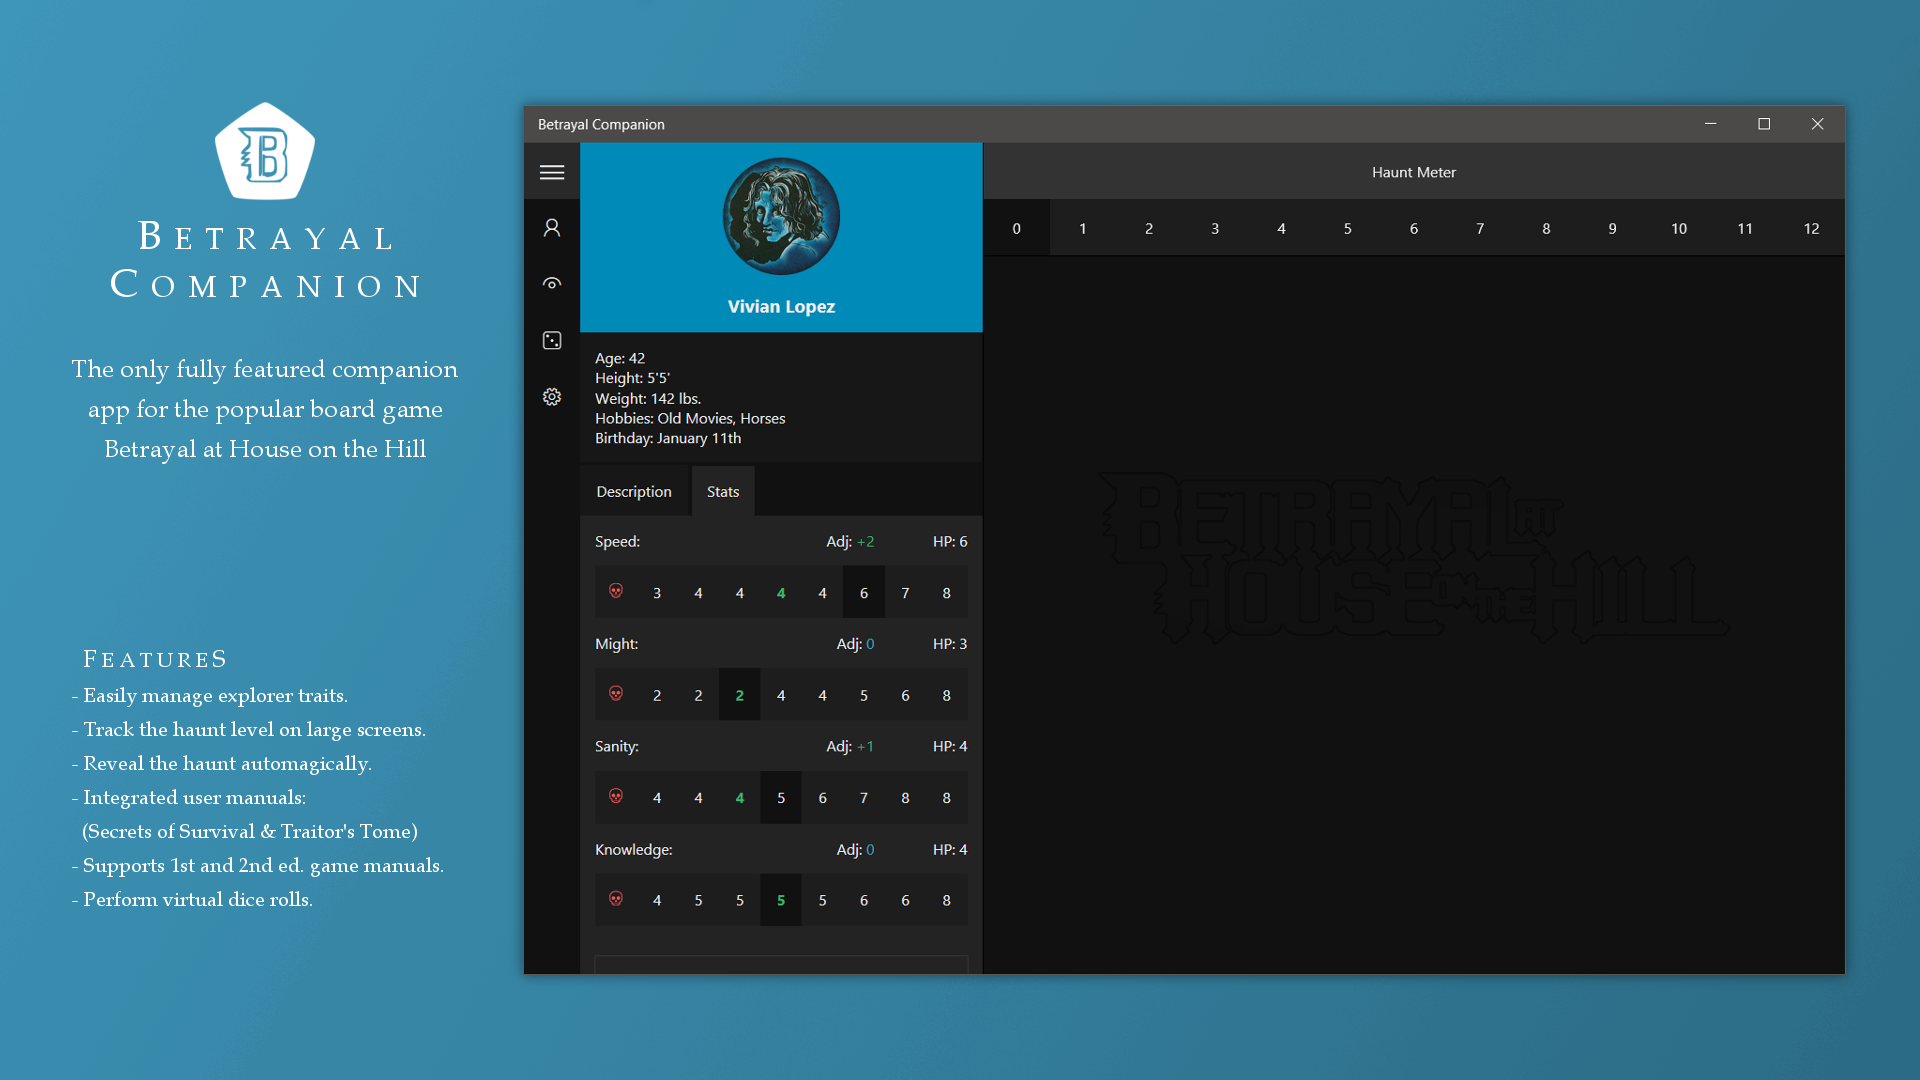 B
BETRAYAL
COMPANION
The only fully featured companion
app for the popular board game
Betrayal at House on the Hill
FEATURES
- Easily manage explorer traits.
- Track the haunt level on large screens.
- Reveal the haunt automagically.
- Integrated user manuals:
(Secrets of Survival & Traitor's Tome)
- Supports 1st and 2nd ed. game manuals.
- Perform virtual dice rolls.
Betrayal Companion
Vivian Lopez
Age: 42
Height: 5'5'
Weight: 142 lbs.
Hobbies: Old Movies, Horses
Birthday: January 11th
Description Stats
Speed: Adj: +2 HP: 6
3 4 4 4 4 6 7 8
Might: Adj: 0 HP: 3
2 2 2 4 4 5 6 8
Sanity: Adj: +1 HP: 4
4 4 4 5 6 7 8 8
Knowledge: Adj: 0 HP: 4
4 5 5 5 5 6 6 8
Haunt Meter
0 1 2 3 4 5 6 7 8 9 10 11 12
BETRAYAL AT
HOUSE ON THE HILL